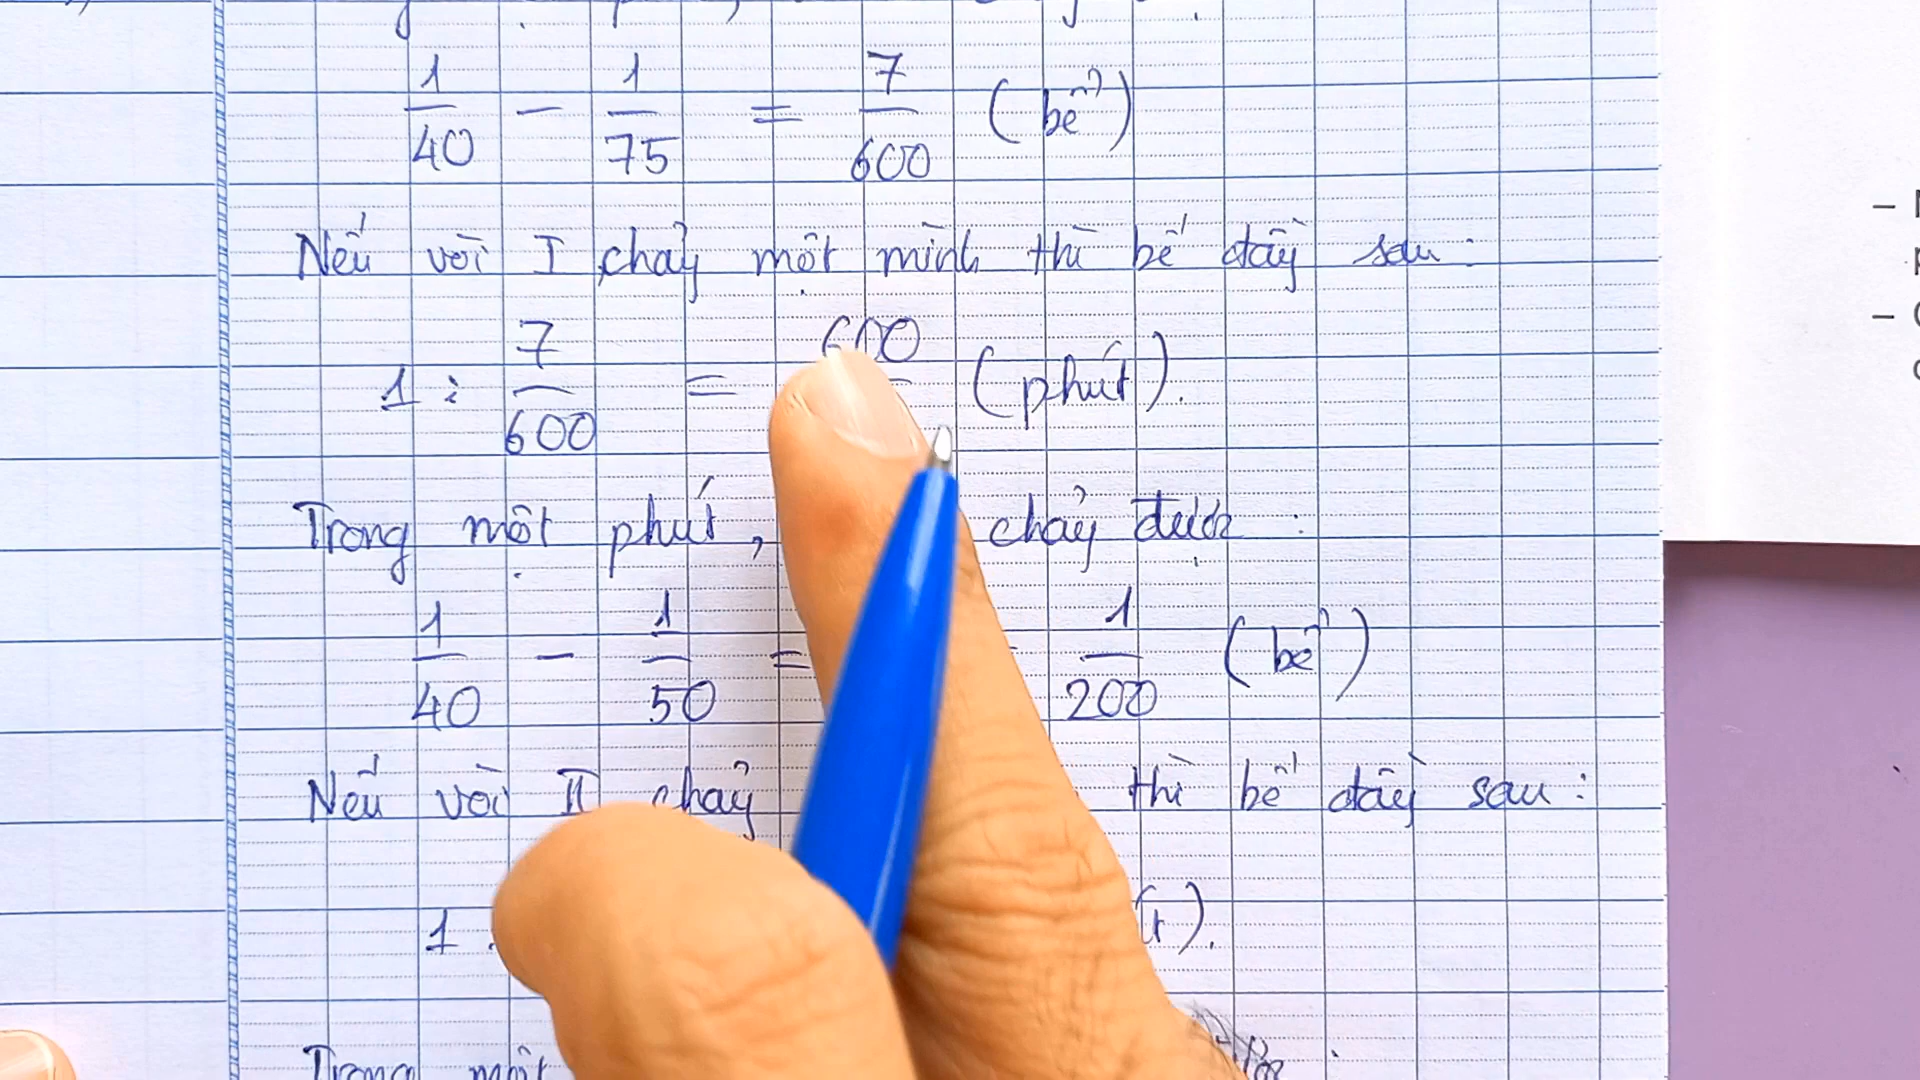 1/40 - 1/75 = 7/600 (bể)
Nếu vòi I chảy một mình thì bể đầy sau:
1 : 7/600 = 600 (phút).
Trong một phút, chảy được :
1/40 - 1/50 = 1/200 (bể)
Nếu vòi II chảy thì bể đầy sau:
1
Trong một